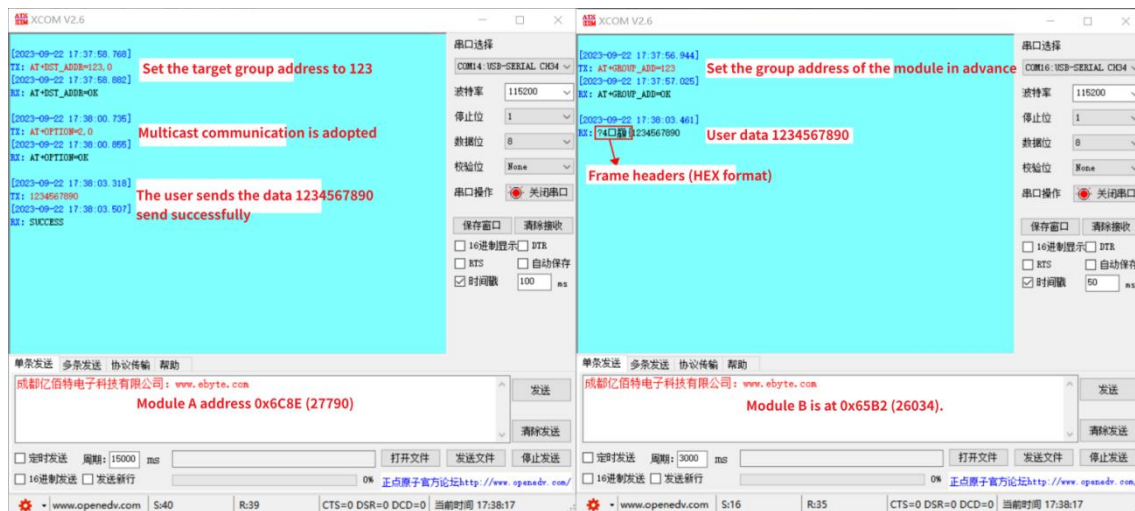 XCOM V2.6
[2023-09-22 17:37:58.768]
TX: AT+DST_ADDR=123,0
Set the target group address to 123
[2023-09-22 17:37:58.882]
RX: AT+DST_ADDR=OK
[2023-09-22 17:38:00.735]
TX: AT+OPTION=2,0
Multicast communication is adopted
[2023-09-22 17:38:00.855]
RX: AT+OPTION=OK
[2023-09-22 17:38:03.318]
TX: 1234567890
The user sends the data 1234567890
send successfully
[2023-09-22 17:38:03.507]
RX: SUCCESS
串口选择
COM14:USB-SERIAL CH34
波特率 115200
停止位 1
数据位 8
校验位 None
串口操作 关闭串口
保存窗口 清除接收
16进制显示 DTR
RTS 自动保存
时间戳 100 ms
单条发送 多条发送 协议传输 帮助
成都亿佰特电子科技有限公司: www.ebyte.com
Module A address 0x6C8E (27790)
发送
清除发送
定时发送 周期: 15000 ms 打开文件 发送文件 停止发送
16进制发送 发送新行 0% 正点原子官方论坛http://www.openedv.com/
www.openedv.com S:40 R:39 CTS=0 DSR=0 DCD=0 当前时间 17:38:17
XCOM V2.6
[2023-09-22 17:37:56.944]
TX: AT+GROUP_ADD=123
Set the group address of the module in advance
[2023-09-22 17:37:57.025]
RX: AT+GROUP_ADD=OK
[2023-09-22 17:38:03.461]
RX: 1234567890
User data 1234567890
Frame headers (HEX format)
串口选择
COM16:USB-SERIAL CH34
波特率 115200
停止位 1
数据位 8
校验位 None
串口操作 关闭串口
保存窗口 清除接收
16进制显示 DTR
RTS 自动保存
时间戳 50 ms
单条发送 多条发送 协议传输 帮助
成都亿佰特电子科技有限公司: www.ebyte.com
Module B is at 0x65B2 (26034).
发送
清除发送
定时发送 周期: 3000 ms 打开文件 发送文件 停止发送
16进制发送 发送新行 0% 正点原子官方论坛http://www.openedv.com/
www.openedv.com S:16 R:35 CTS=0 DSR=0 DCD=0 当前时间 17:38:17